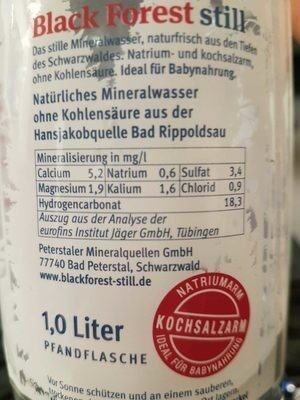 Black Forest still
Das stille Mineralwasser, naturfrisch aus den Tiefen
des Schwarzwaldes. Natrium- und kochsalzarm,
ohne Kohlensäure. Ideal für Babynahrung.
Natürliches Mineralwasser
ohne Kohlensäure aus der
Hansjakobquelle Bad Rippoldsau
Mineralisierung in mg/l
Calcium 5,2 Natrium 0,6 Sulfat 3,4
Magnesium 1,9 Kalium 1,6 Chlorid 0,9
Hydrogencarbonat 18,3
Auszug aus der Analyse der
eurofins Institut Jäger GmbH, Tübingen
Peterstaler Mineralquellen GmbH
77740 Bad Peterstal, Schwarzwald
www.blackforest-still.de
NATRIUMARM
KOCHSALZARM
IDEAL FÜR BABYNAHRUNG
1,0 Liter
PFANDFLASCHE
Vor Sonne schützen und an einem sauberen,